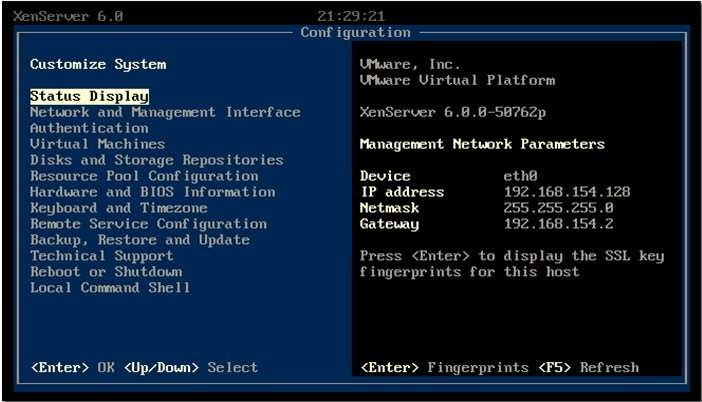 XenServer 6.0 21:29:21
Configuration
Customize System
Status Display
Network and Management Interface
Authentication
Virtual Machines
Disks and Storage Repositories
Resource Pool Configuration
Hardware and BIOS Information
Keyboard and Timezone
Remote Service Configuration
Backup, Restore and Update
Technical Support
Reboot or Shutdown
Local Command Shell
<Enter> OK <Up/Down> Select
VMware, Inc.
VMware Virtual Platform
XenServer 6.0.0-50762p
Management Network Parameters
Device eth0
IP address 192.168.154.128
Netmask 255.255.255.0
Gateway 192.168.154.2
Press <Enter> to display the SSL key
fingerprints for this host
<Enter> Fingerprints <F5> Refresh